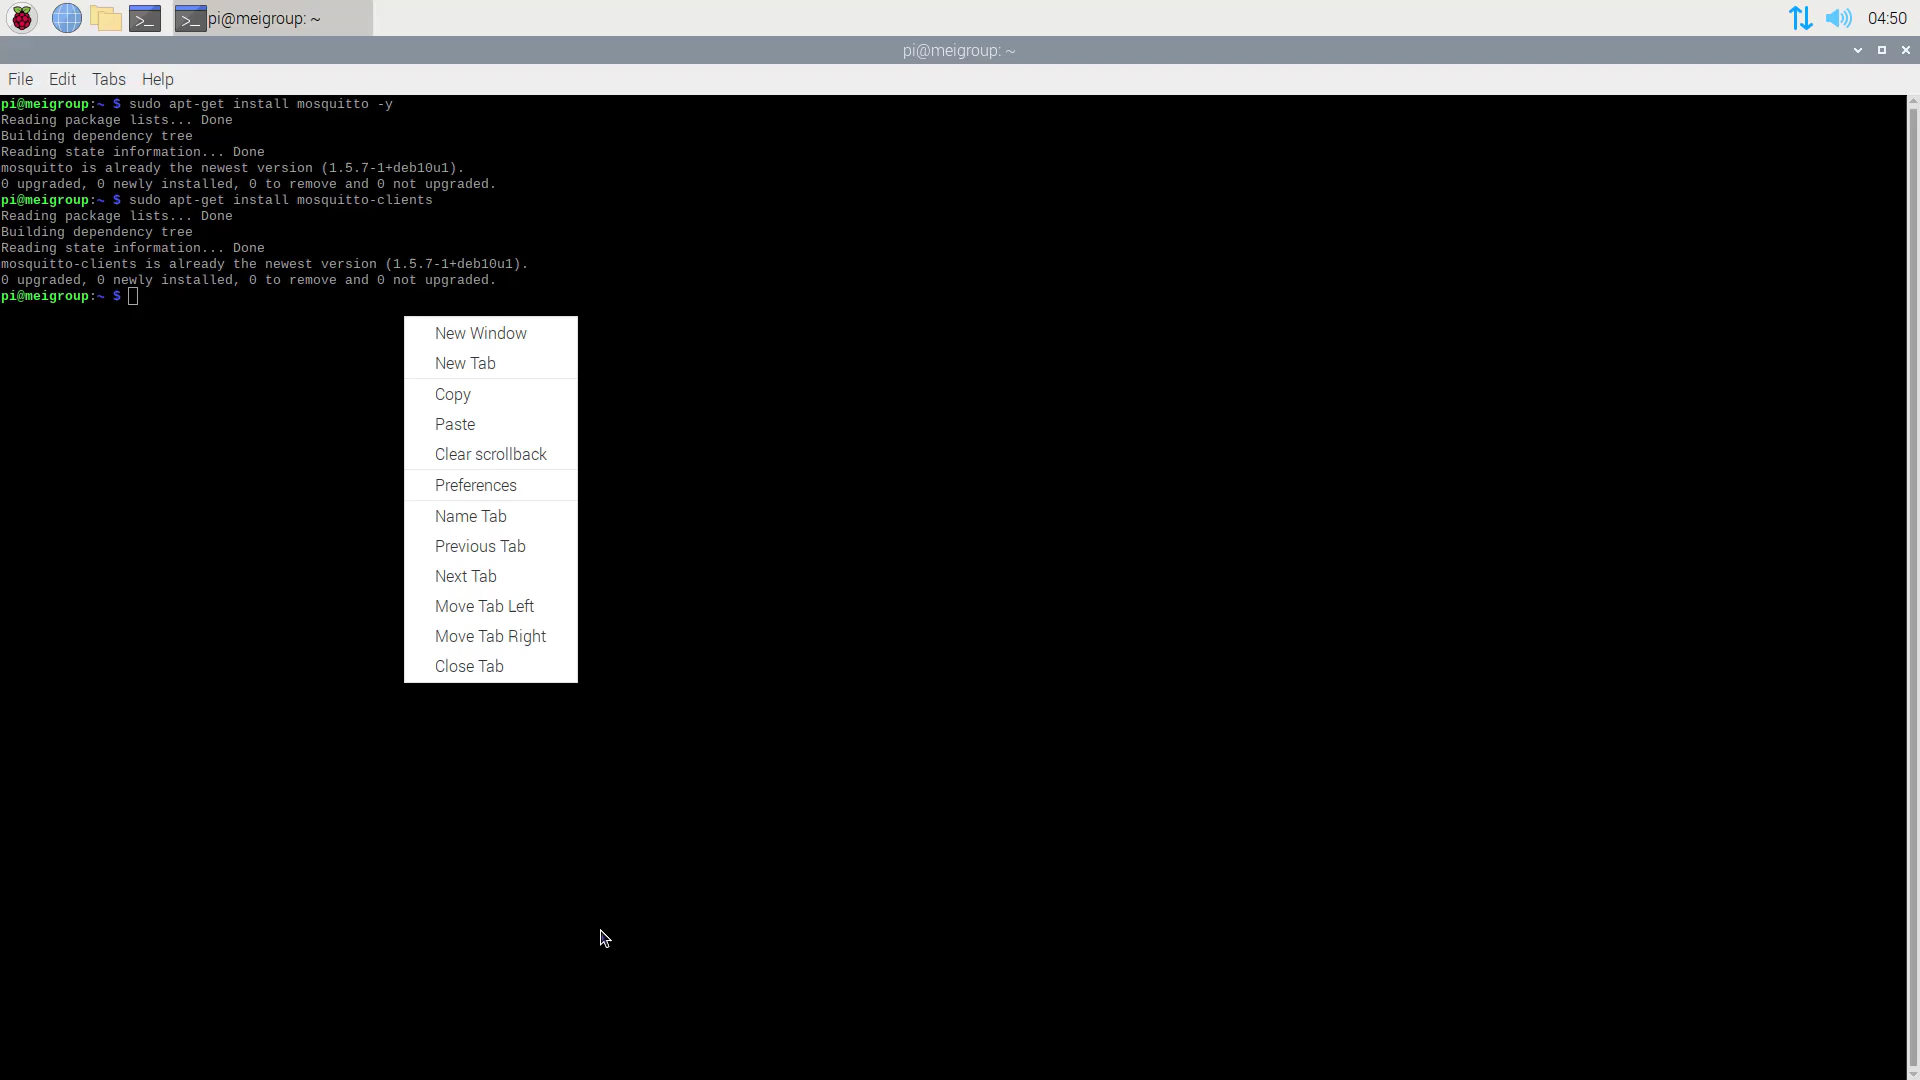 pi@meigroup: ~
04:50
pi@meigroup: ~
File Edit Tabs Help
pi@meigroup:~ $ sudo apt-get install mosquitto -y
Reading package lists... Done
Building dependency tree
Reading state information... Done
mosquitto is already the newest version (1.5.7-1+deb10u1).
0 upgraded, 0 newly installed, 0 to remove and 0 not upgraded.
pi@meigroup:~ $ sudo apt-get install mosquitto-clients
Reading package lists... Done
Building dependency tree
Reading state information... Done
mosquitto-clients is already the newest version (1.5.7-1+deb10u1).
0 upgraded, 0 newly installed, 0 to remove and 0 not upgraded.
pi@meigroup:~ $
New Window
New Tab
Copy
Paste
Clear scrollback
Preferences
Name Tab
Previous Tab
Next Tab
Move Tab Left
Move Tab Right
Close Tab